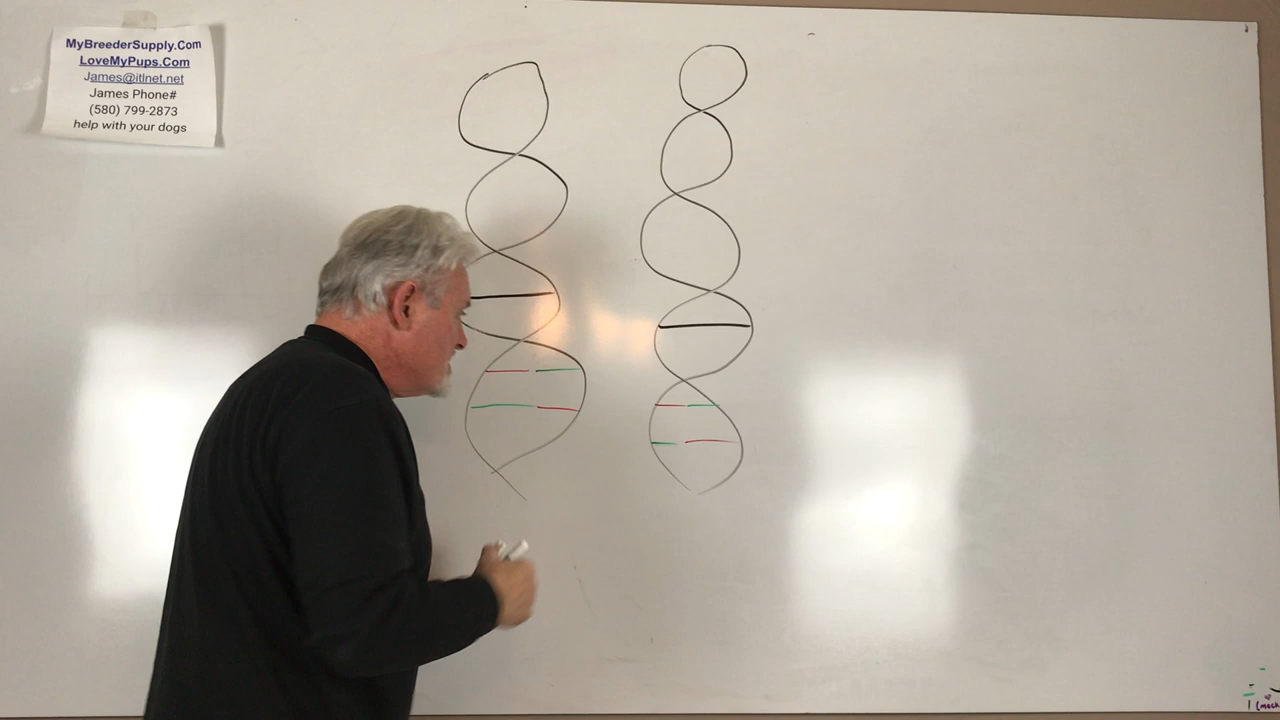 MyBreederSupply.Com
LoveMyPups.Com
James@itlnet.net
James Phone#
(580) 799-2873
help with your dogs